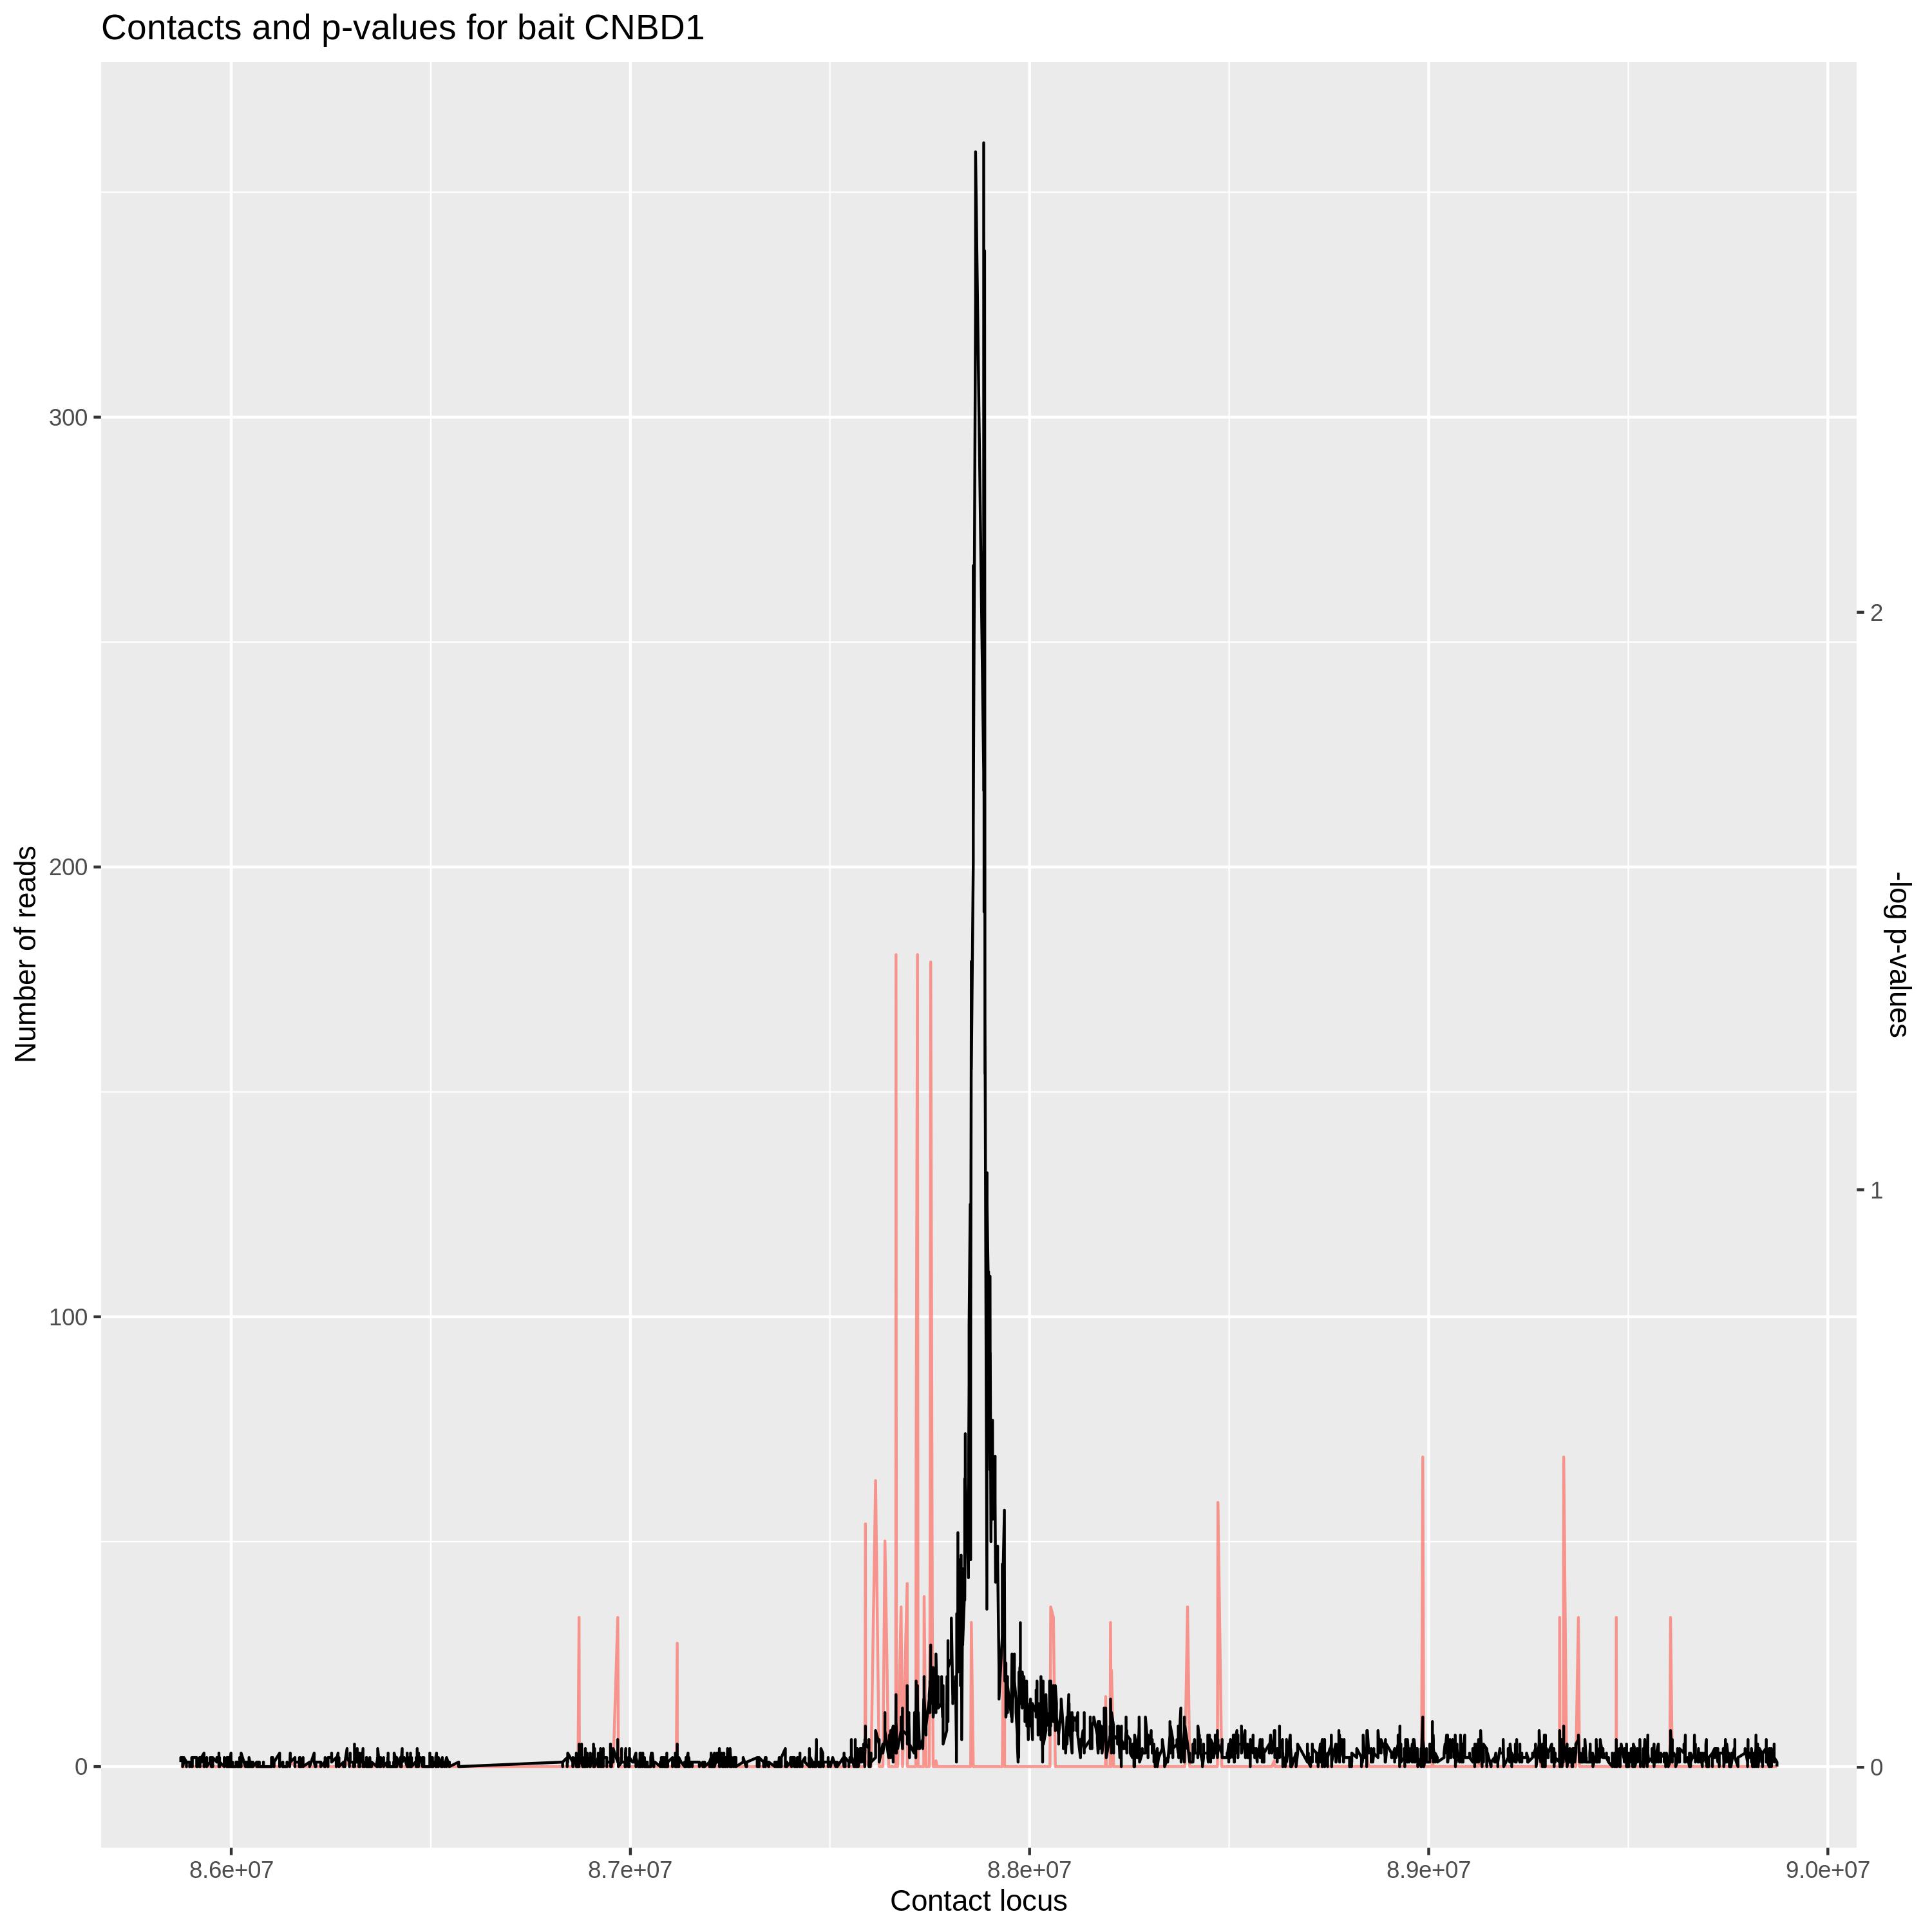 Contacts and p-values for bait CNBD1
Number of reads
300
200
100
0
2
1
0
-log p-values
8.6e+07 8.7e+07 8.8e+07 8.9e+07 9.0e+07
Contact locus